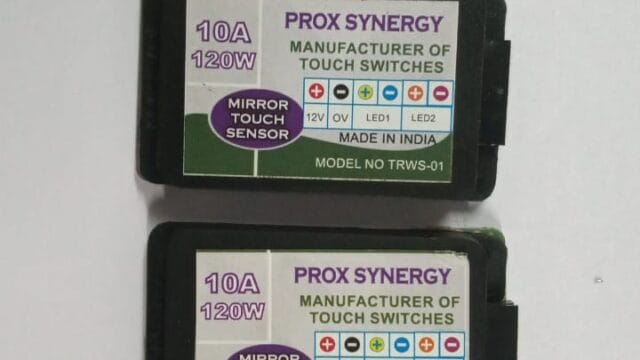 10A
120W
PROX SYNERGY
MANUFACTURER OF
TOUCH SWITCHES
+ - + - + -
12V 0V LED1 LED2
MIRROR
TOUCH
SENSOR
MADE IN INDIA
MODEL NO TRWS-01
10A
120W
PROX SYNERGY
MANUFACTURER OF
TOUCH SWITCHES
+ - + - + -
MIRROR